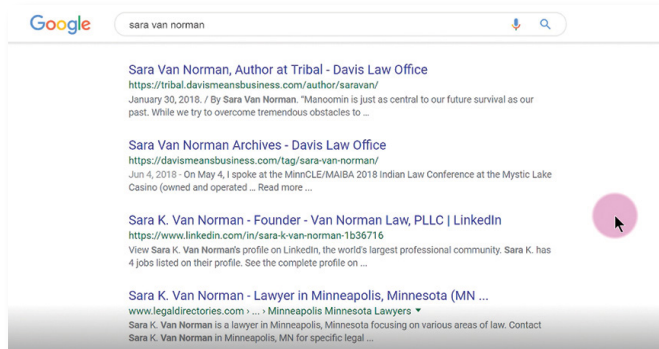 Google
sara van norman
Sara Van Norman, Author at Tribal - Davis Law Office
https://tribal.davismeansbusiness.com/author/saravan/
January 30, 2018. / By Sara Van Norman. "Manoomin is just as central to our future survival as our
past. While we try to overcome tremendous obstacles to ...
Sara Van Norman Archives - Davis Law Office
https://davismeansbusiness.com/tag/sara-van-norman/
Jun 4, 2018 - On May 4, I spoke at the MinnCLE/MAIBA 2018 Indian Law Conference at the Mystic Lake
Casino (owned and operated ... Read more ...
Sara K. Van Norman - Founder - Van Norman Law, PLLC | LinkedIn
https://www.linkedin.com/in/sara-k-van-norman-1b36716
View Sara K. Van Norman's profile on LinkedIn, the world's largest professional community. Sara K. has
4 jobs listed on their profile. See the complete profile on ...
Sara K. Van Norman - Lawyer in Minneapolis, Minnesota (MN ...
www.legaldirectories.com › ... › Minneapolis Minnesota Lawyers
Sara K. Van Norman is a lawyer in Minneapolis, Minnesota focusing on various areas of law. Contact
Sara K. Van Norman in Minneapolis, MN for specific legal ...